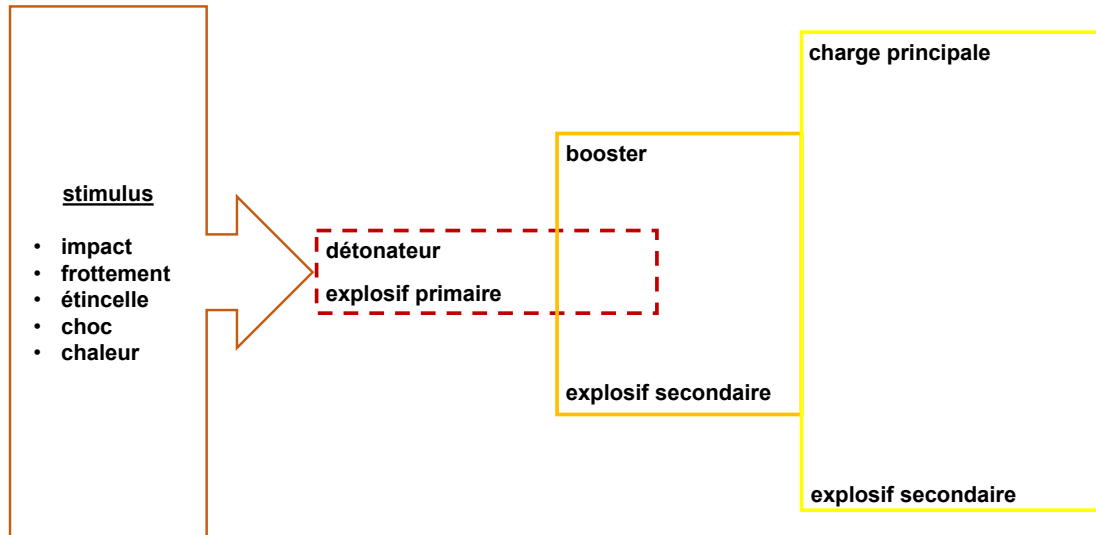 stimulus
• impact
• frottement
• étincelle
• choc
• chaleur
détonateur
explosif primaire
booster
explosif secondaire
charge principale
explosif secondaire